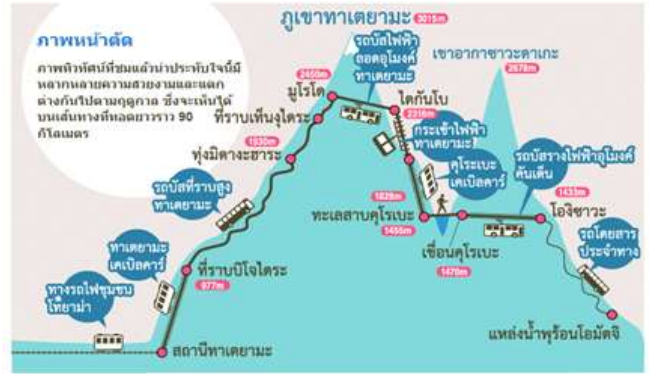 ภูเขาทาเตยามะ 3015m
ภาพหน้าตัด
ภาพทิวทัศน์ที่ชมแล้วน่าประทับใจนี้มี
หลากหลายความสวยงามและแตก
ต่างกันไปตามฤดูกาล ซึ่งจะเห็นได้
บนเส้นทางที่ทอดยาวราว 90
กิโลเมตร
รถบัสไฟฟ้า
ลอดอุโมงค์
ทาเตยามะ
เขาอากาซาวะดาเกะ
2678m
2450m
มูโรโด
ไดกันโบ
2316m
ที่ราบเท็นงูไดระ
กระเช้าไฟฟ้า
ทาเตยามะ
1930m
ทุ่งมิดางะฮาระ
คุโรเบะ
เคเบิลคาร์
รถบัสรางไฟฟ้าอุโมงค์
คันเด็น
รถบัสที่ราบสูง
ทาเตยามะ
1828m
1433m
ทะเลสาบคุโรเบะ
1455m
โองิซาวะ
เขื่อนคุโรเบะ
1470m
รถโดยสาร
ประจำทาง
ทาเตยามะ
เคเบิลคาร์
ที่ราบบิโจไดระ
977m
ทางรถไฟชุมชน
โทยาม่า
แหล่งน้ำพุร้อนโอมัตจิ
สถานีทาเตยามะ